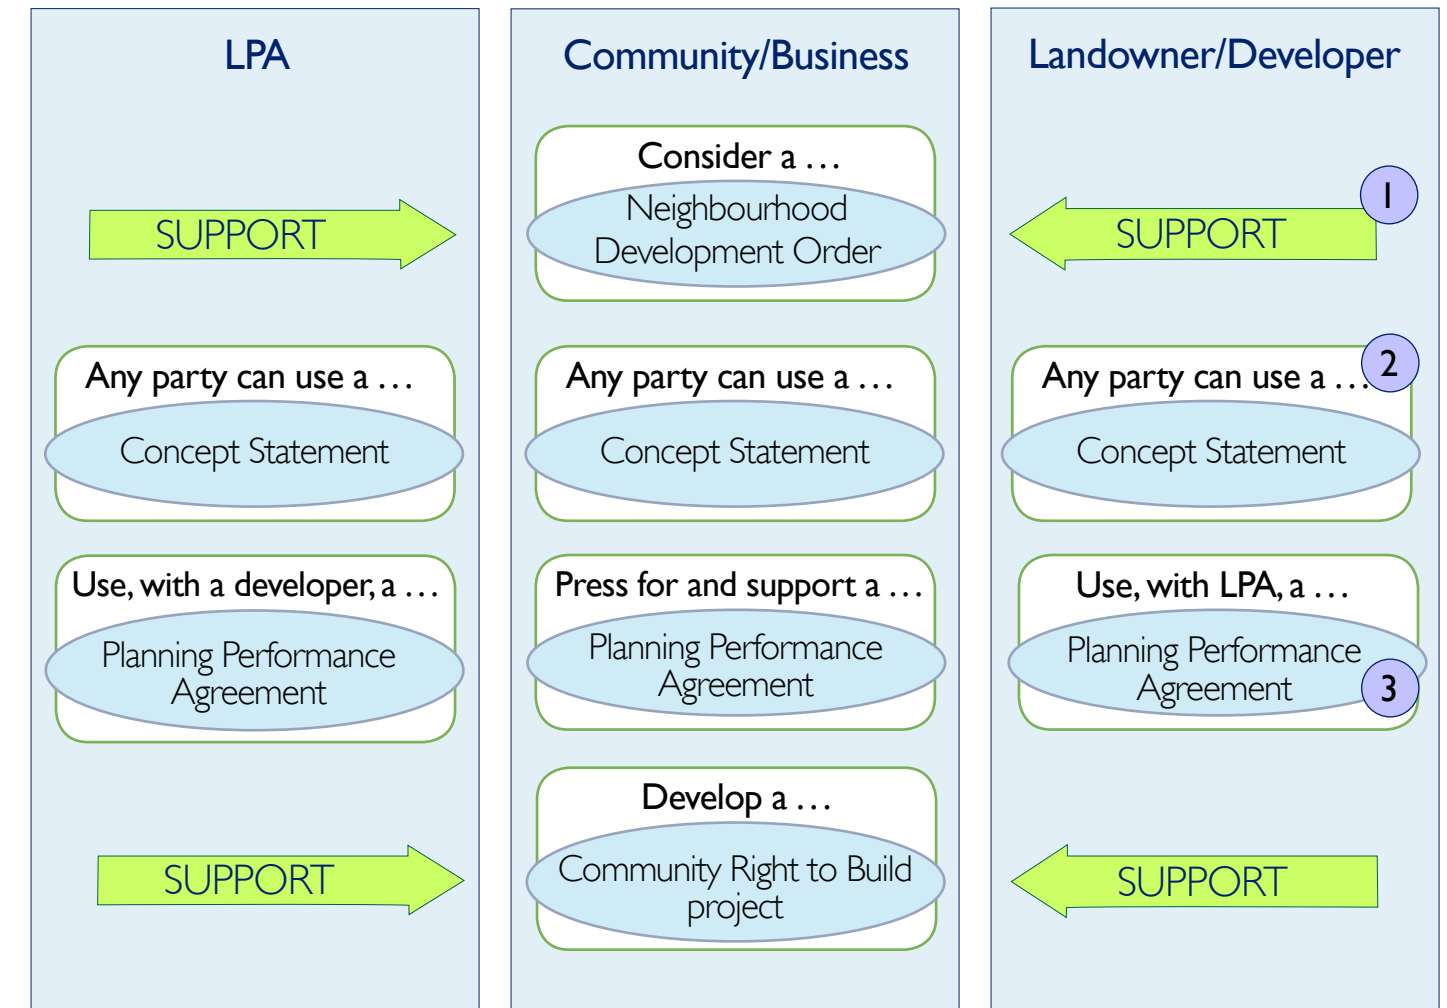 LPA
SUPPORT
Any party can use a ...
Concept Statement
Use, with a developer, a ...
Planning Performance
Agreement
SUPPORT
Community/Business
Consider a ...
Neighbourhood
Development Order
Any party can use a ...
Concept Statement
Press for and support a ...
Planning Performance
Agreement
Develop a ...
Community Right to Build
project
Landowner/Developer
1
SUPPORT
2
Any party can use a ...
Concept Statement
Use, with LPA, a ...
Planning Performance
Agreement
3
SUPPORT